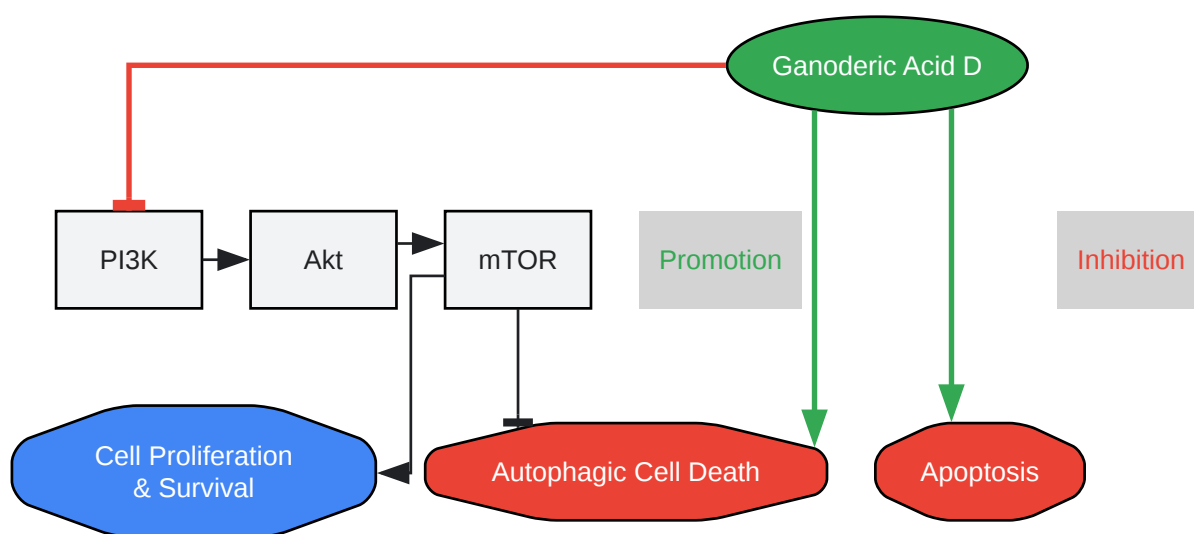 Ganoderic Acid D
PI3K
Akt
mTOR
Promotion
Inhibition
Cell Proliferation
& Survival
Autophagic Cell Death
Apoptosis